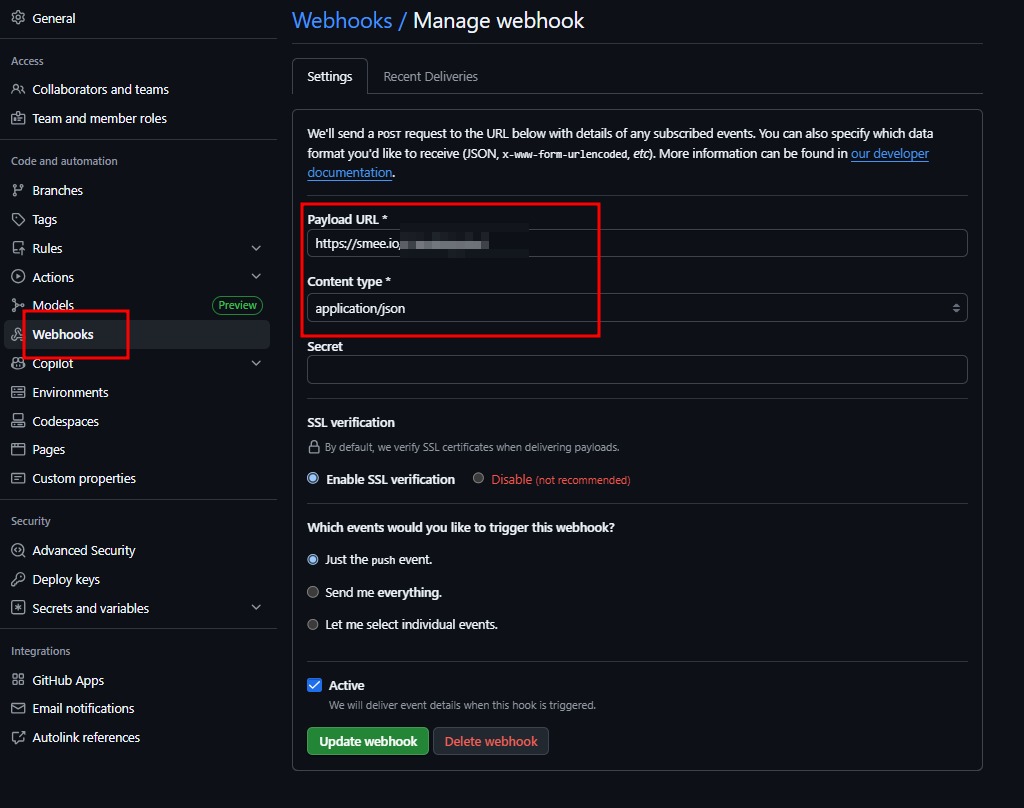 General
Access
Collaborators and teams
Team and member roles
Code and automation
Branches
Tags
Rules
Actions
Models Preview
Webhooks
Copilot
Environments
Codespaces
Pages
Custom properties
Security
Advanced Security
Deploy keys
Secrets and variables
Integrations
GitHub Apps
Email notifications
Autolink references
Webhooks / Manage webhook
Settings Recent Deliveries
We'll send a POST request to the URL below with details of any subscribed events. You can also specify which data
format you'd like to receive (JSON, x-www-form-urlencoded, etc). More information can be found in our developer
documentation.
Payload URL *
https://smee.io/
Content type *
application/json
Secret
SSL verification
By default, we verify SSL certificates when delivering payloads.
Enable SSL verification Disable (not recommended)
Which events would you like to trigger this webhook?
Just the push event.
Send me everything.
Let me select individual events.
Active
We will deliver event details when this hook is triggered.
Update webhook Delete webhook